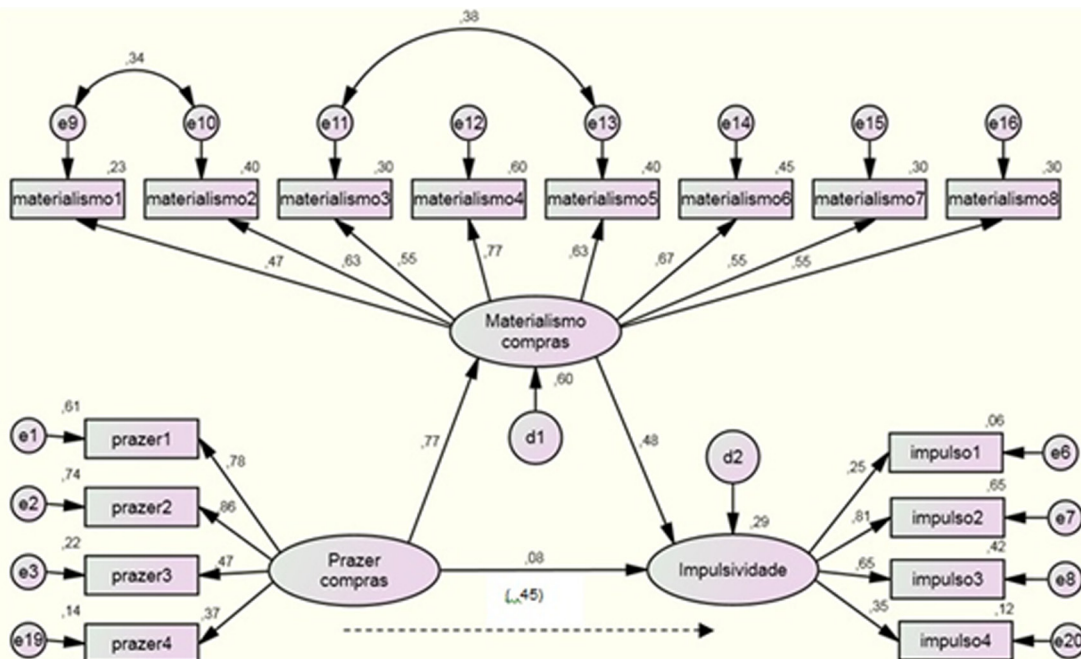 ,38
,34
e9 e10 e11 e12 e13 e14 e15 e16
,23 ,40 ,30 ,60 ,40 ,45 ,30 ,30
materialismo1 materialismo2 materialismo3 materialismo4 materialismo5 materialismo6 materialismo7 materialismo8
,47 ,63 ,55 ,77 ,63 ,67 ,55 ,55
Materialismo
compras
,60
d1
,77
,48
d2
,29
,61
e1 prazer1
,78
,74
e2 prazer2
,86
,22
e3 prazer3
,47
,14
e19 prazer4
,37
Prazer
compras
,08
(,45)
Impulsividade
,06
,25 impulso1 e6
,65
,81 impulso2 e7
,42
,65 impulso3 e8
,12
,35 impulso4 e20